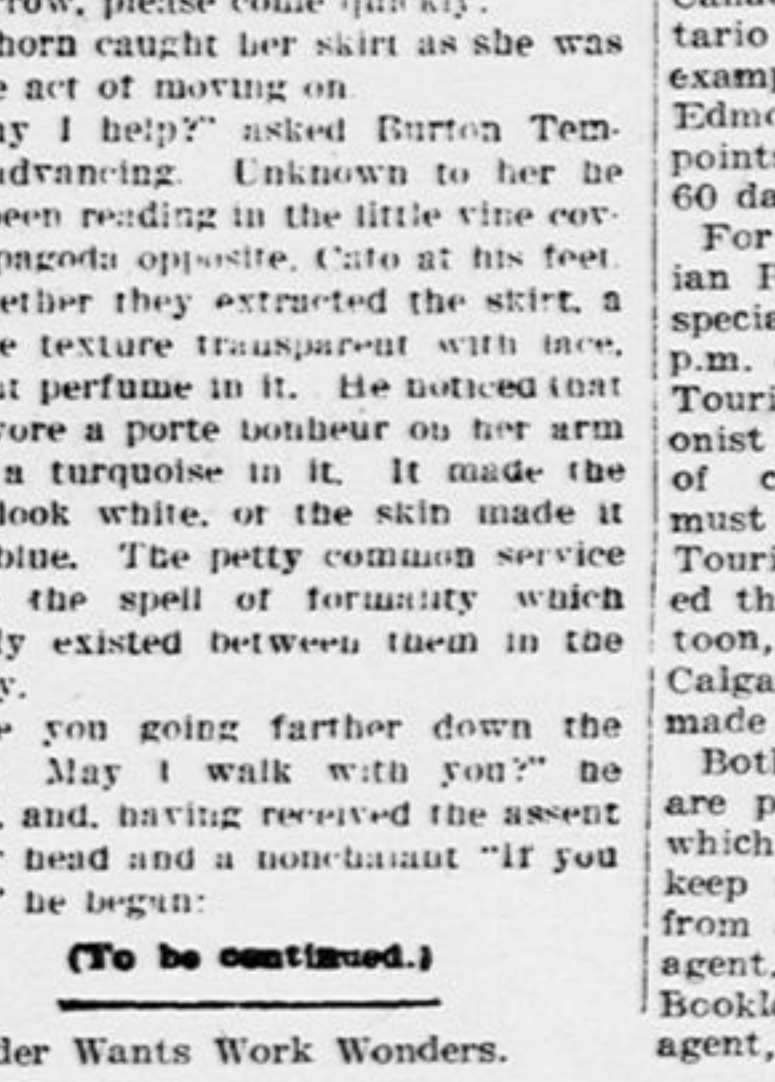 row, please come quickly.
horn caught her skirt as she was
e act of moving on.
ay I help?" asked Burton Tem-
advancing. Unknown to her he
been reading in the little vine cov-
pagoda opposite, Cato at his feet.
ether they extracted the skirt, a
e texture transparent with lace,
nt perfume in it. He noticed that
wore a porte bonheur on her arm
a turquoise in it. It made the
look white, or the skin made it
blue. The petty common service
the spell of formality which
ly existed between them in the
y.
e you going farther down the
May I walk with you?" he
, and, having received the assent
r head and a nonchalant "If you
" he began:
(To be continued.)
der Wants Work Wonders.
tario
examp
Edmo
points
60 da
For
ian P
specia
p.m.
Touri
onist
of c
must
Touri
ed th
toon,
Calga
made
Both
are p
which
keep
from
agent.
Bookle
agent,